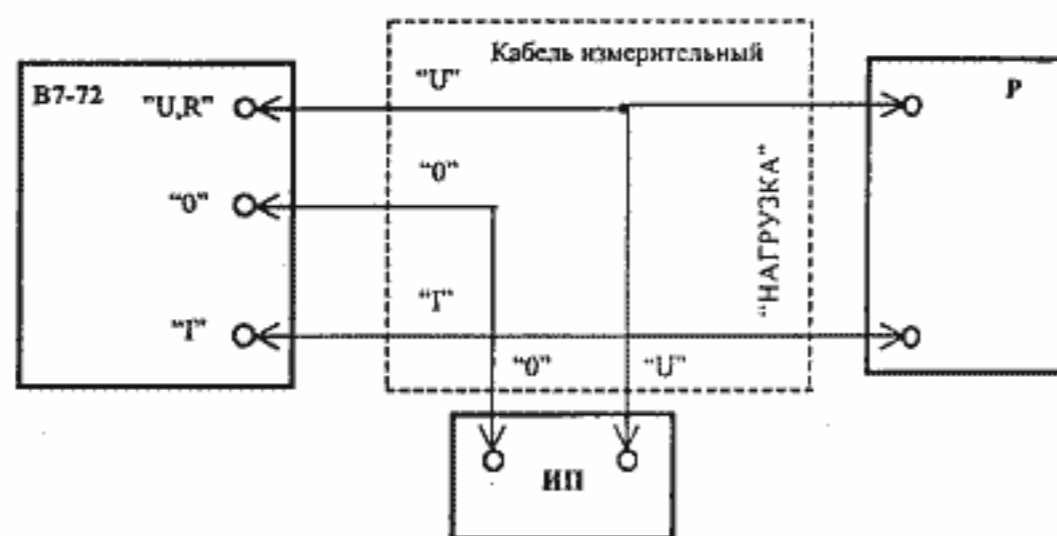 Кабель измерительный
В7-72
"U,R"
"U"
Р
"0"
"0"
"НАГРУЗКА"
"I"
"I"
"0"
"U"
ИП